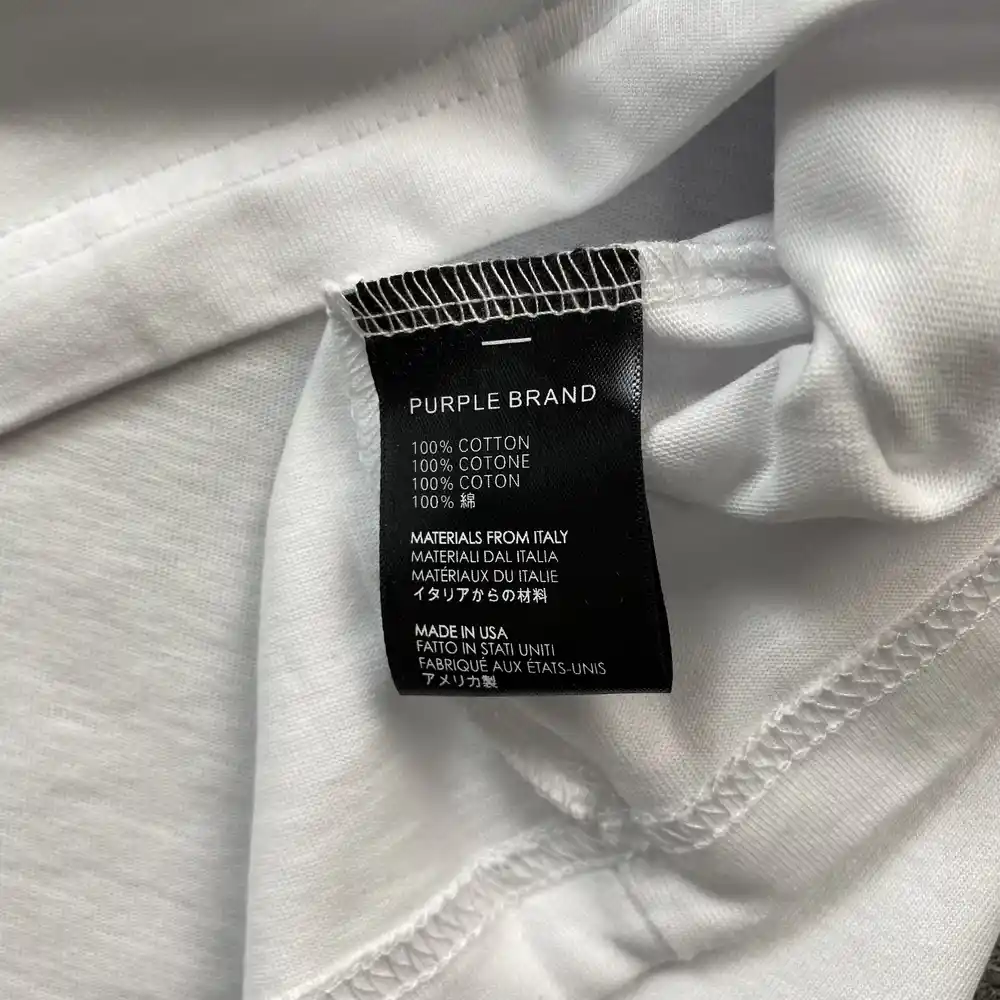 PURPLE BRAND
100% COTTON
100% COTONE
100% COTON
100% 綿
MATERIALS FROM ITALY
MATERIALI DAL ITALIA
MATÉRIAUX DU ITALIE
イタリアからの材料
MADE IN USA
FATTO IN STATI UNITI
FABRIQUÉ AUX ÉTATS-UNIS
アメリカ製